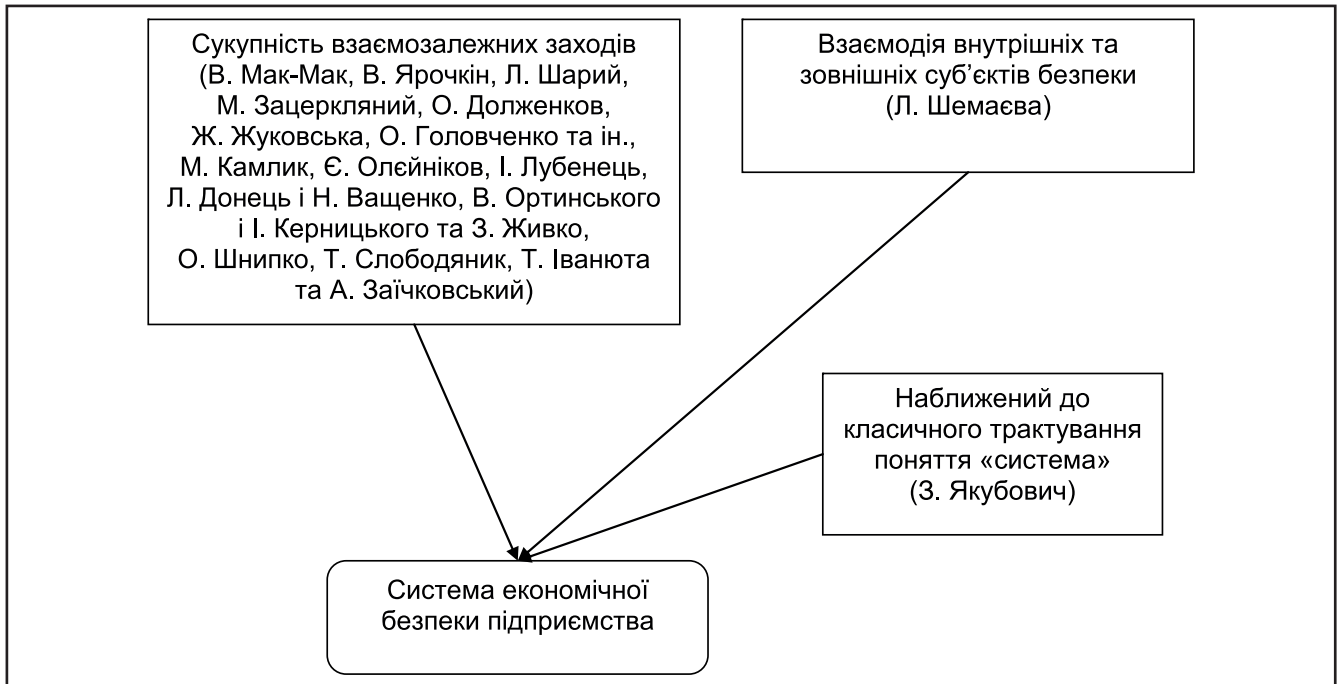 Сукупність взаємозалежних заходів
(В. Мак-Мак, В. Ярочкін, Л. Шарий,
М. Зацеркляний, О. Долженков,
Ж. Жуковська, О. Головченко та ін.,
М. Камлик, Є. Олєйніков, І. Лубенець,
Л. Донець і Н. Ващенко, В. Ортинського
і І. Керницького та З. Живко,
О. Шнипко, Т. Слободяник, Т. Іванюта
та А. Заїчковський)
Взаємодія внутрішніх та
зовнішніх суб’єктів безпеки
(Л. Шемаєва)
Наближений до
класичного трактування
поняття «система»
(З. Якубович)
Система економічної
безпеки підприємства